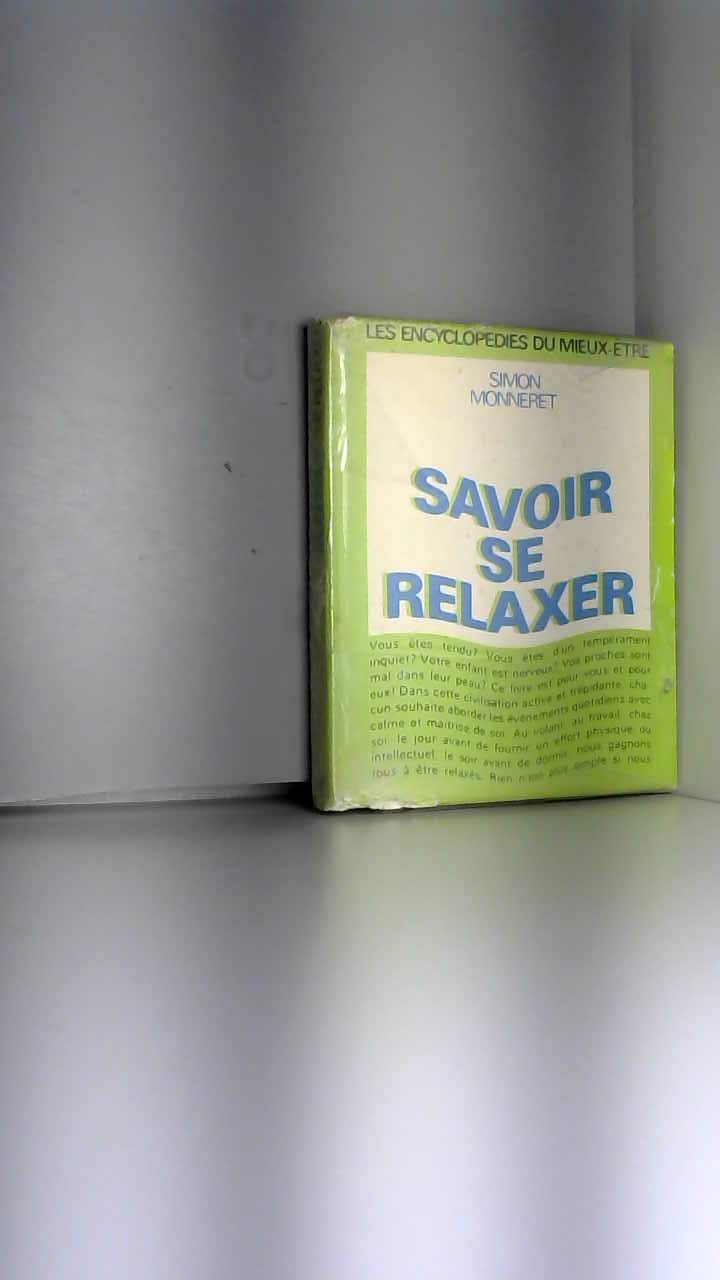 LES ENCYCLOPEDIES DU MIEUX-ETRE
SIMON
MONNERET
SAVOIR
SE
RELAXER
Vous êtes tendu? Vous êtes d'un tempérament
inquiet? Votre enfant est nerveux? Vos proches sont
mal dans leur peau? Ce livre est pour vous et pour
eux! Dans cette civilisation active et trépidante, cha-
cun souhaite aborder les événements quotidiens avec
calme et maîtrise de soi. Au volant, au travail, chez
soi, le jour avant de fournir un effort physique ou
intellectuel, le soir avant de dormir, nous gagnons
tous à être relaxés. Rien n'est plus simple si nous